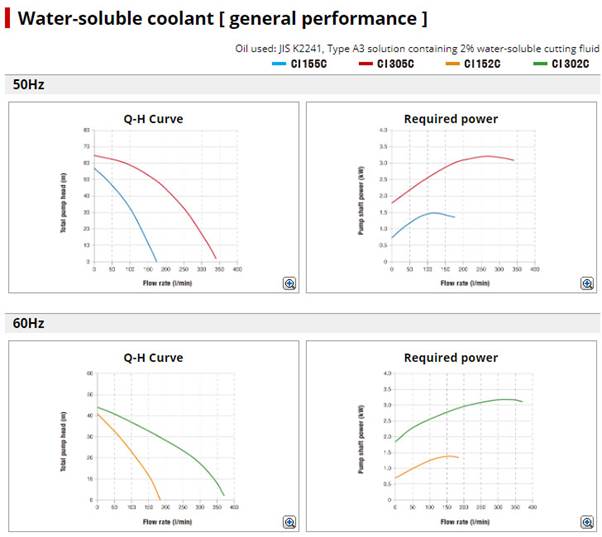 Water-soluble coolant [ general performance ]
Oil used: JIS K2241, Type A3 solution containing 2% water-soluble cutting fluid
CI155C CI305C CI152C CI302C
50Hz
Q-H Curve
80
70
60
50
40
30
20
10
0
0 50 100 150 200 250 300 350 400
Total pump head (m)
Flow rate (l/min)
Required power
4.0
3.5
3.0
2.5
2.0
1.5
1.0
0.5
0
0 50 100 150 200 250 300 350 400
Pump shaft power (kW)
Flow rate (l/min)
60Hz
Q-H Curve
60
50
40
30
20
10
0
0 50 100 150 200 250 300 350 400
Total pump head (m)
Flow rate (l/min)
Required power
4.0
3.5
3.0
2.5
2.0
1.5
1.0
0.5
0
0 50 100 150 200 250 300 350 400
Pump shaft power (kW)
Flow rate (l/min)